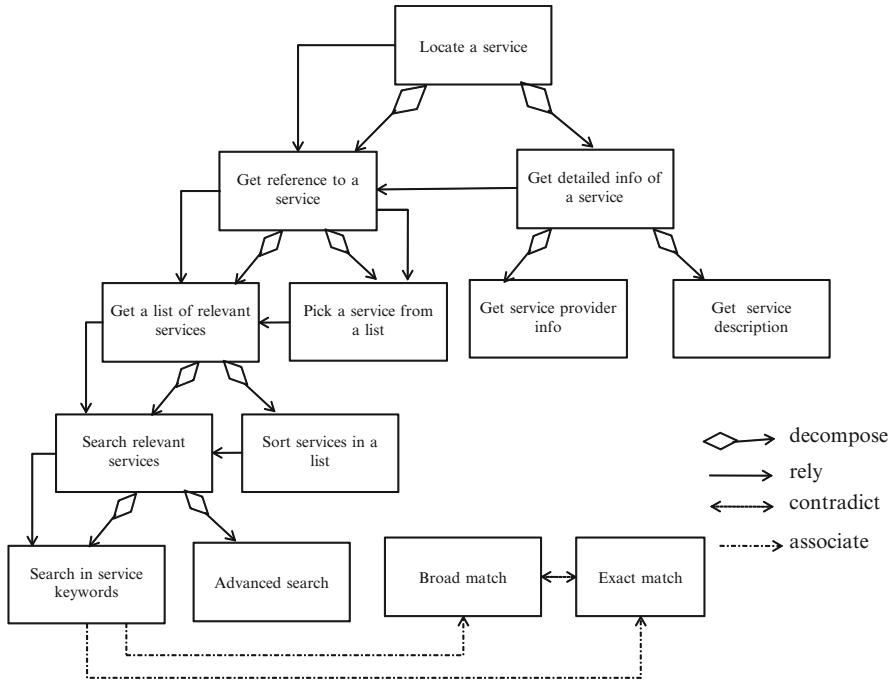 Locate a service
Get reference to a
service
Get detailed info of
a service
Get a list of relevant
services
Pick a service from
a list
Get service provider
info
Get service
description
Search relevant
services
Sort services in a
list
decompose
rely
contradict
associate
Search in service
keywords
Advanced search
Broad match
Exact match